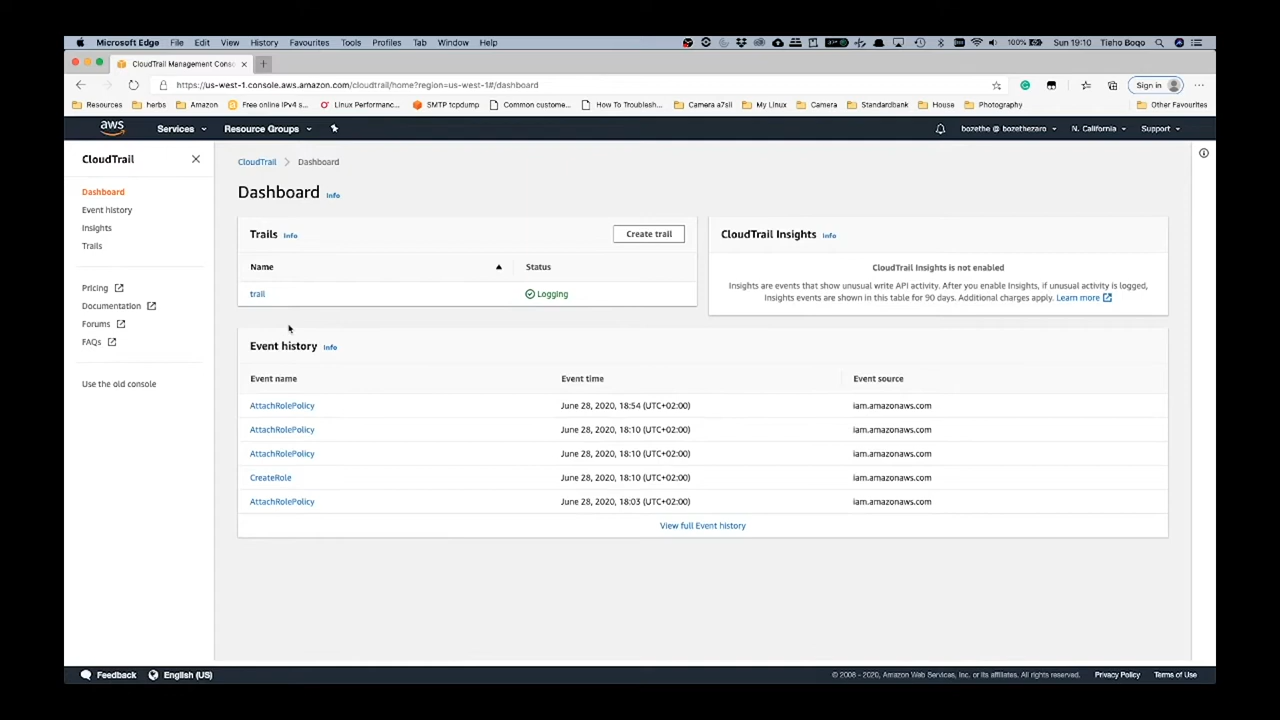 Microsoft Edge File Edit View History Favourites Tools Profiles Tab Window Help 100% Sun 19:10 Tieho Boqo
CloudTrail Management Conso
https://us-west-1.console.aws.amazon.com/cloudtrail/home?region=us-west-1#/dashboard Sign in
Resources herbs Amazon Free online IPv4 s... Linux Performanc... SMTP tcpdump Common custome... How To Troublesh... Camera a7sii My Linux Camera Standardbank House Photography Other Favourites
aws Services Resource Groups bozethe @ bozethezaro N. California Support
CloudTrail
Dashboard
Event history
Insights
Trails
Pricing
Documentation
Forums
FAQs
Use the old console
CloudTrail Dashboard
Dashboard Info
Trails Info Create trail
Name Status
trail Logging
CloudTrail Insights Info
CloudTrail Insights is not enabled
Insights are events that show unusual write API activity. After you enable Insights, if unusual activity is logged,
Insights events are shown in this table for 90 days. Additional charges apply. Learn more
Event history Info
Event name Event time Event source
AttachRolePolicy June 28, 2020, 18:54 (UTC+02:00) iam.amazonaws.com
AttachRolePolicy June 28, 2020, 18:10 (UTC+02:00) iam.amazonaws.com
AttachRolePolicy June 28, 2020, 18:10 (UTC+02:00) iam.amazonaws.com
CreateRole June 28, 2020, 18:10 (UTC+02:00) iam.amazonaws.com
AttachRolePolicy June 28, 2020, 18:03 (UTC+02:00) iam.amazonaws.com
View full Event history
Feedback English (US) © 2008 - 2020, Amazon Web Services, Inc. or its affiliates. All rights reserved. Privacy Policy Terms of Use